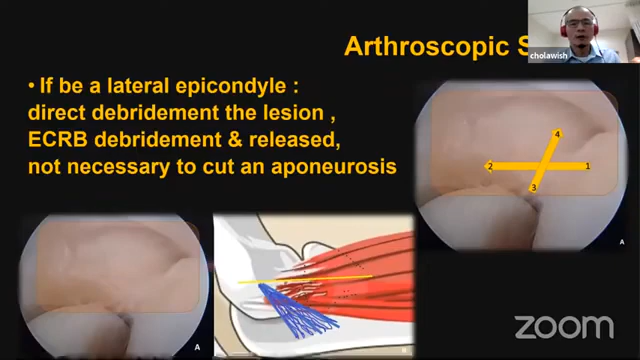 Arthroscopic S
cholawish
• If be a lateral epicondyle :
direct debridement the lesion ,
ECRB debridement & released,
not necessary to cut an aponeurosis
4
2
1
3
A
A
zoom